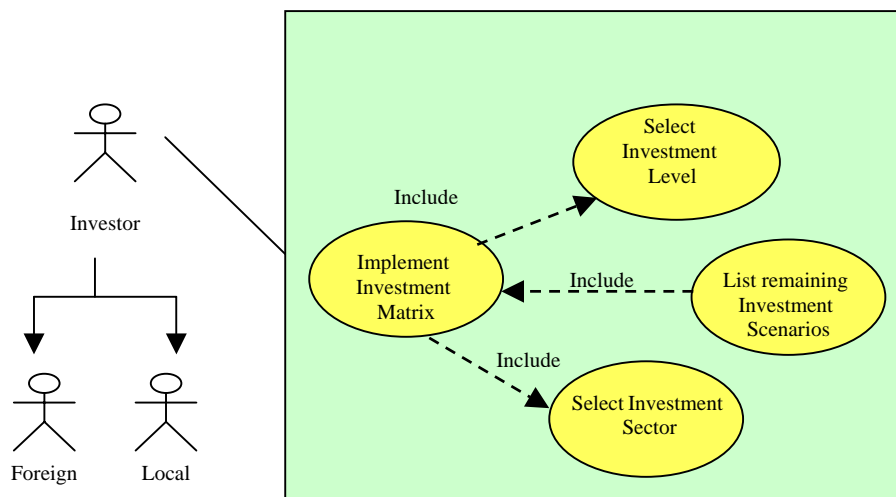 Select
Investment
Level
Include
Investor
Implement
Investment
Matrix
Include
List remaining
Investment
Scenarios
Include
Select Investment
Sector
Foreign
Local